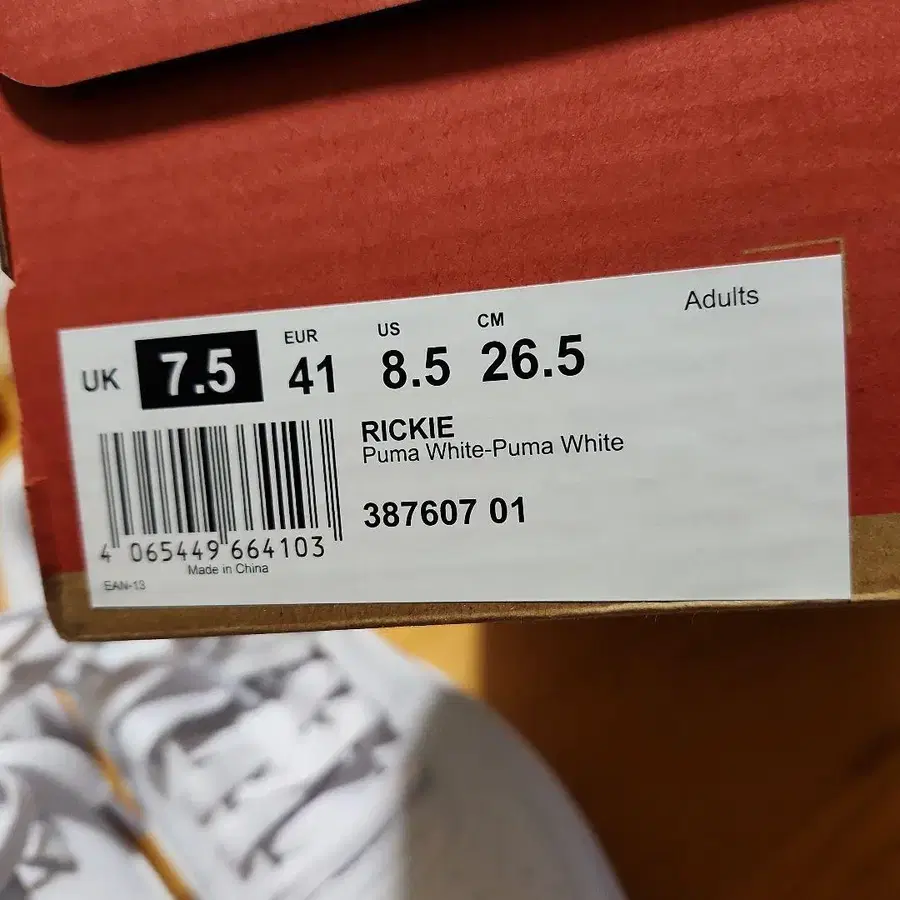 Adults
UK 7.5 EUR 41 US 8.5 CM 26.5
RICKIE
Puma White-Puma White
387607 01
4 065449 664103
Made in China
EAN-13